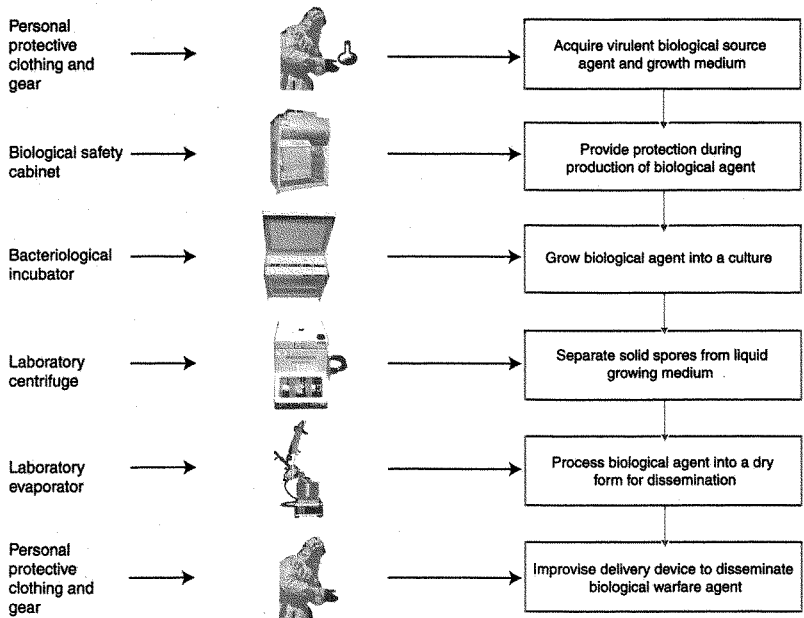 Personal
protective
clothing and
gear
Acquire virulent biological source
agent and growth medium
Biological safety
cabinet
Provide protection during
production of biological agent
Bacteriological
incubator
Grow biological agent into a culture
Laboratory
centrifuge
Separate solid spores from liquid
growing medium
Laboratory
evaporator
Process biological agent into a dry
form for dissemination
Personal
protective
clothing and
gear
Improvise delivery device to disseminate
biological warfare agent